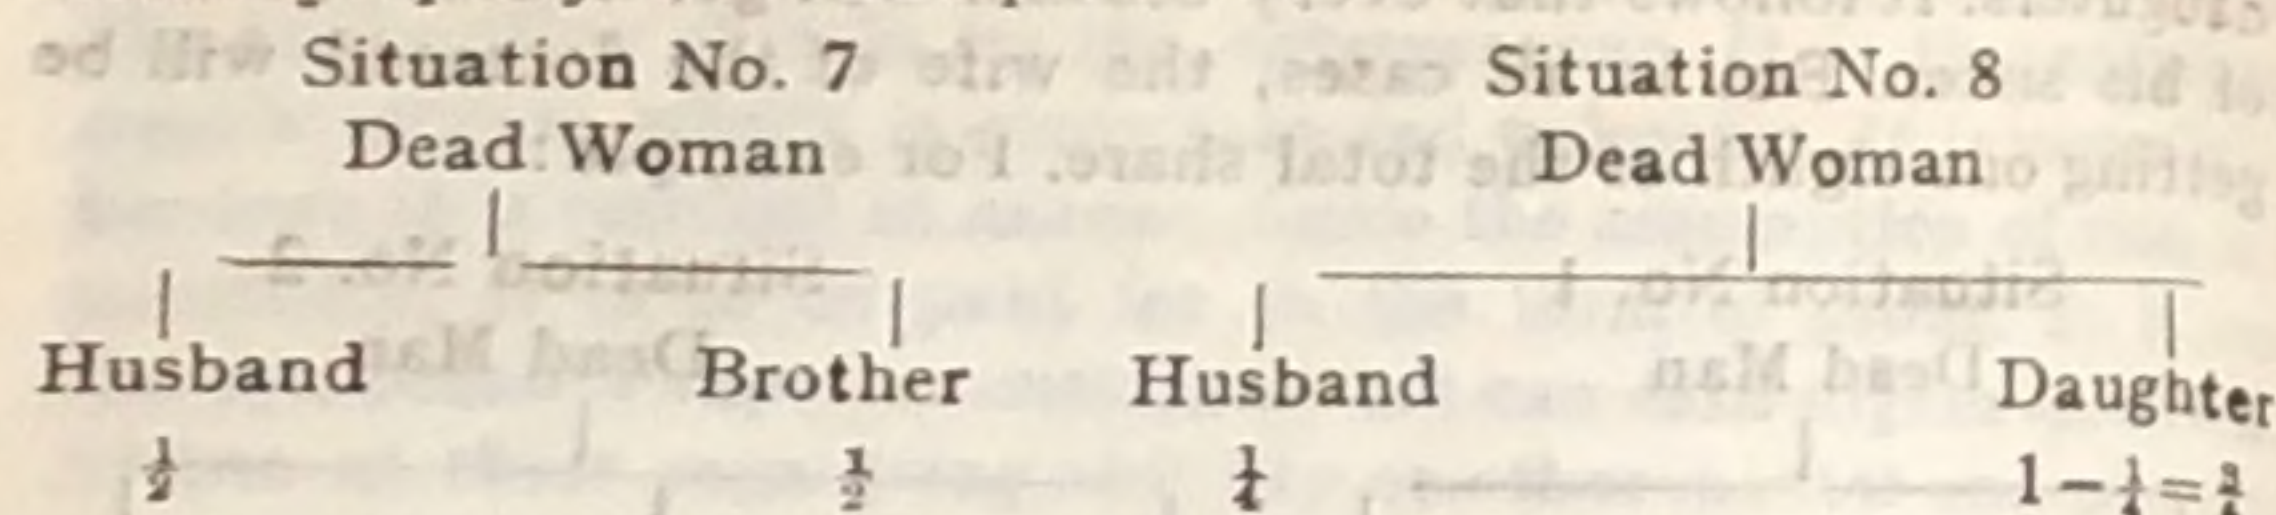 Situation No. 7
Dead Woman
Husband Brother
½ ½
Situation No. 8
Dead Woman
Husband Daughter
¼ 1−¼=¾